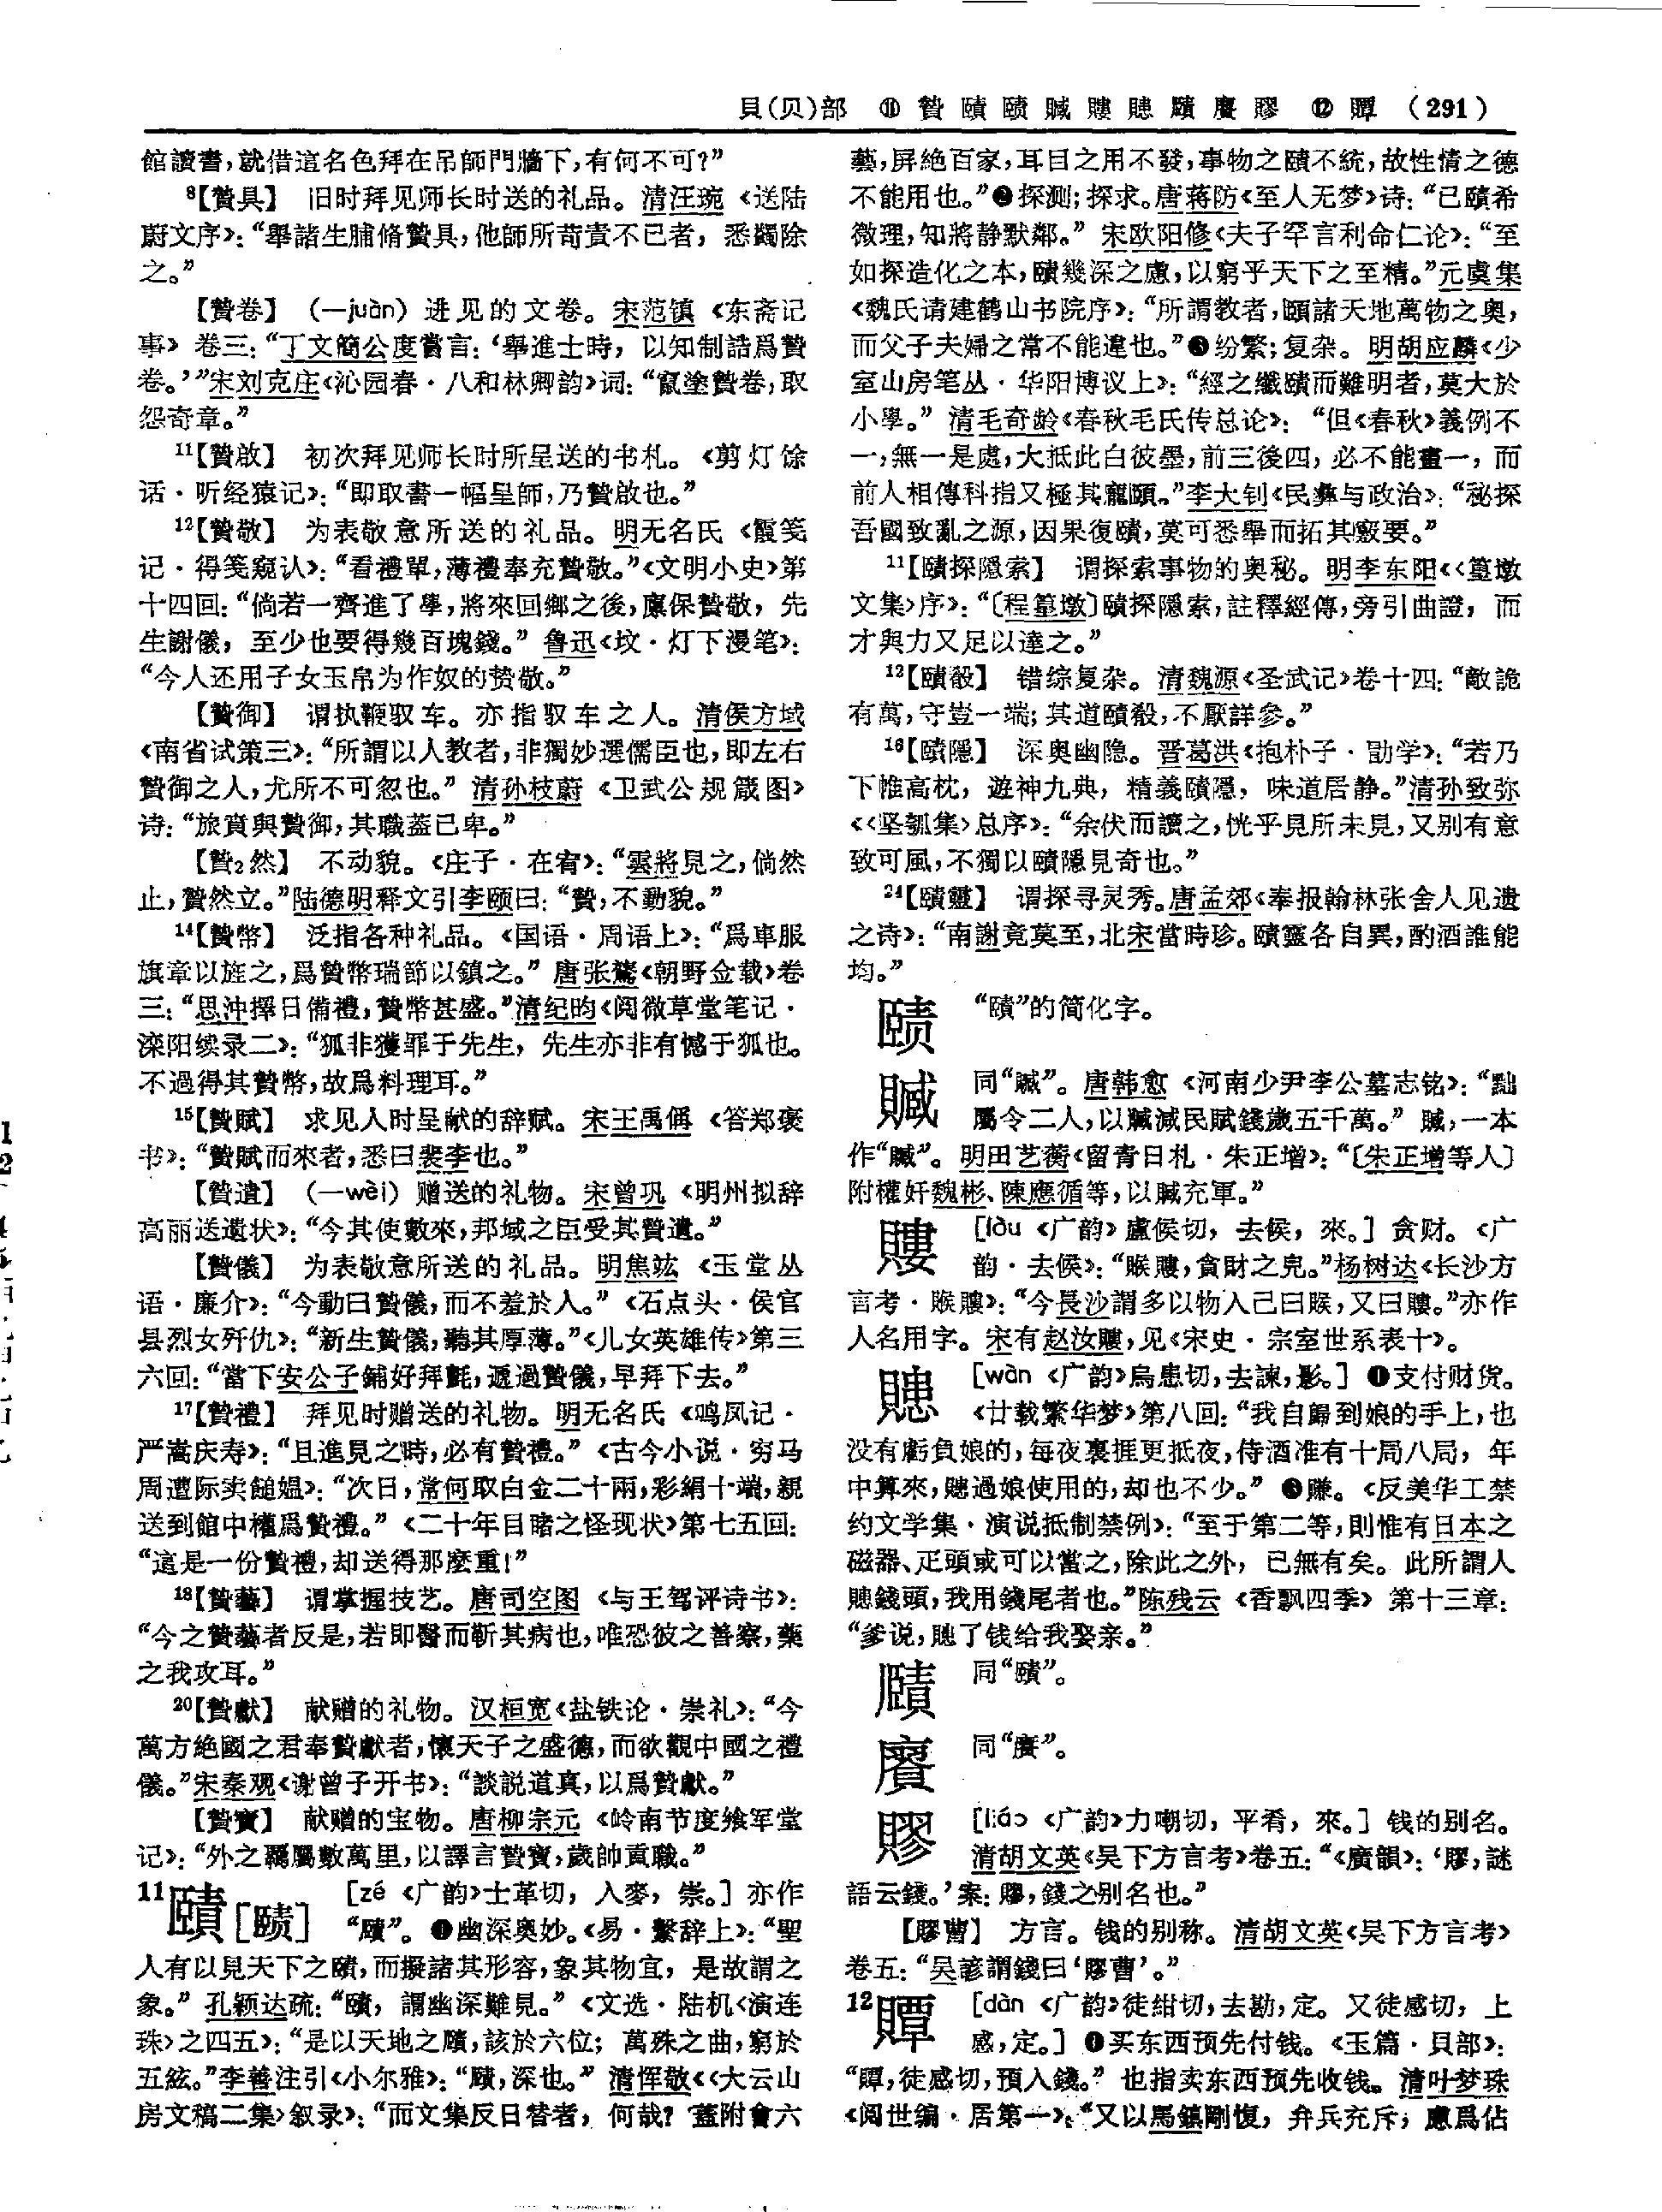 貝(贝)部 ⑪ 贄 賾 赜 贓 贃 賾 賡 賿 ⑫ 贉 (291)
館讀書，就借這名色拜在吊師門牆下，有何不可？”
⁸【贄具】 旧时拜见师长时送的礼品。清汪琬《送陆
蔚文序》：“舉諸生脯脩贄具，他師所苛責不已者，悉蠲除
之。”
【贄卷】 （—juàn）进见的文卷。宋范镇《东斋记
事》卷三：“丁文簡公度嘗言：‘舉進士時，以知制誥爲贄
卷。’”宋刘克庄《沁园春·八和林卿韵》词：“竄塗贄卷，取
怨奇章。”
¹¹【贄啟】 初次拜见师长时所呈送的书札。《剪灯馀
话·听经猿记》：“即取書一幅呈師，乃贄啟也。”
¹²【贄敬】 为表敬意所送的礼品。明无名氏《霞笺
记·得笺窥认》：“看禮單，薄禮奉充贄敬。”《文明小史》第
十四回：“倘若一齊進了學，將來回鄉之後，廪保贄敬，先
生謝儀，至少也要得幾百塊錢。”鲁迅《坟·灯下漫笔》：
“今人还用子女玉帛为作奴的贽敬。”
【贄御】 谓执鞭驭车。亦指驭车之人。清侯方域
《南省试第三》：“所謂以人教者，非獨妙選儒臣也，即左右
贄御之人，尤所不可忽也。”清孙枝蔚《卫武公规箴图》
诗：“旅賁與贄御，其職蓋已卑。”
【贄₂然】 不动貌。《庄子·在宥》：“雲將見之，倘然
止，贄然立。”陆德明释文引李颐曰：“贄，不動貌。”
¹⁴【贄幣】 泛指各种礼品。《国语·周语上》：“爲車服
旗章以旌之，爲贄幣瑞節以鎮之。”唐张鷟《朝野佥载》卷
三：“思沖擇日備禮，贄幣甚盛。”清纪昀《阅微草堂笔记·
滦阳续录二》：“狐非獲罪于先生，先生亦非有憾于狐也。
不過得其贄幣，故爲料理耳。”
¹⁵【贄賦】 求见人时呈献的辞赋。宋王禹偁《答郑褒
书》：“贄賦而來者，悉曰裴李也。”
【贄遺】 （—wèi）赠送的礼物。宋曾巩《明州拟辞
高丽送遗状》：“今其使數來，邦域之臣受其贄遺。”
【贄儀】 为表敬意所送的礼品。明焦竑《玉堂丛
语·廉介》：“今動曰贄儀，而不羞於人。”《石点头·侯官
县烈女歼仇》：“新生贄儀，聽其厚薄。”《儿女英雄传》第三
六回：“當下安公子鋪好拜氈，遞過贄儀，早拜下去。”
¹⁷【贄禮】 拜见时赠送的礼物。明无名氏《鸣凤记·
严嵩庆寿》：“且進見之時，必有贄禮。”《古今小说·穷马
周遭际卖䭔媪》：“次日，常何取白金二十兩，彩絹十端，親
送到館中權爲贄禮。”《二十年目睹之怪现状》第七五回：
“這是一份贄禮，却送得那麽重！”
¹⁸【贄藝】 谓掌握技艺。唐司空图《与王驾评诗书》：
“今之贄藝者反是，若即醫而靳其病也，唯恐彼之善察，藥
之我攻耳。”
²⁰【贄獻】 献赠的礼物。汉桓宽《盐铁论·崇礼》：“今
萬方絶國之君奉贄獻者，懷天子之盛德，而欲觀中國之禮
儀。”宋秦观《谢曾子开书》：“談説道真，以爲贄獻。”
【贄寶】 献赠的宝物。唐柳宗元《岭南节度飨军堂
记》：“外之羈屬數萬里，以譯言贄寶，歲帥貢職。”
11 賾［赜］ ［zé《广韵》士革切，入麥，崇。］亦作
“賾”。❶幽深奥妙。《易·繫辞上》：“聖
人有以見天下之賾，而擬諸其形容，象其物宜，是故謂之
象。”孔颖达疏：“賾，謂幽深難見。”《文选·陆机〈演连
珠〉之四五》：“是以天地之賾，該於六位；萬殊之曲，窮於
五絃。”李善注引《小尔雅》：“賾，深也。”清恽敬《〈大云山
房文稿二集〉叙录》：“而文集反日替者，何哉？蓋附會六
藝，屏絶百家，耳目之用不發，事物之賾不統，故性情之德
不能用也。”❷探测；探求。唐蒋防《至人无梦》诗：“已賾希
微理，知將静默鄰。”宋欧阳修《夫子罕言利命仁论》：“至
如探造化之本，賾幾深之慮，以窮乎天下之至精。”元虞集
《魏氏请建鹤山书院序》：“所謂教者，賾諸天地萬物之奥，
而父子夫婦之常不能違也。”❸纷繁；复杂。明胡应麟《少
室山房笔丛·华阳博议上》：“經之纖賾而難明者，莫大於
小學。”清毛奇龄《春秋毛氏传总论》：“但《春秋》義例不
一，無一是處，大抵此白彼墨，前三後四，必不能畫一，而
前人相傳科指又極其龐賾。”李大钊《民彝与政治》：“秘探
吾國致亂之源，因果復賾，莫可悉舉而拓其竅要。”
¹¹【賾探隱索】 谓探索事物的奥秘。明李东阳《〈篁墩
文集〉序》：“〔程篁墩〕賾探隱索，註釋經傳，旁引曲證，而
才與力又足以達之。”
¹²【賾殽】 错综复杂。清魏源《圣武记》卷十四：“敵詭
有萬，守豈一端；其道賾殽，不厭詳參。”
¹⁶【賾隱】 深奥幽隐。晋葛洪《抱朴子·勖学》：“若乃
下帷高枕，遊神九典，精義賾隱，味道居静。”清孙致弥
《〈坚瓠集〉总序》：“余伏而讀之，恍乎見所未見，又别有意
致可風，不獨以賾隱見奇也。”
²⁴【賾靈】 谓探寻灵秀。唐孟郊《奉报翰林张舍人见遗
之诗》：“南謝竟莫至，北宋當時珍。賾靈各自異，酌酒誰能
均。”
赜 “賾”的简化字。
同“贓”。唐韩愈《河南少尹李公墓志铭》：“黜
屬令二人，以贓減民賦錢歲五千萬。”贓，一本
作“贓”。明田艺蘅《留青日札·朱正增》：“〔朱正增等人〕
附權奸魏彬、陳應循等，以贓充軍。”
［lòu《广韵》盧候切，去候，來。］贪财。《广
韵·去候》：“䞀䝏，貪財之皃。”杨树达《长沙方
言考·䞀䝏》：“今長沙謂多以物入己曰䞀，又曰䝏。”亦作
人名用字。宋有赵汝䝏，见《宋史·宗室世系表十》。
［wàn《广韵》烏患切，去諫，影。］❶支付财货。
《廿载繁华梦》第八回：“我自歸到娘的手上，也
没有虧負娘的，每夜裏捱更抵夜，侍酒准有十局八局，年
中算來，贃過娘使用的，却也不少。”❷赚。《反美华工禁
约文学集·演说抵制禁例》：“至于第二等，則惟有日本之
磁器、疋頭或可以當之，除此之外，已無有矣。此所謂人
贃錢頭，我用錢尾者也。”陈残云《香飘四季》第十三章：
“爹说，贃了钱给我娶亲。”
同“賾”。
同“賡”。
賿 ［liáo《广韵》力嘲切，平肴，來。］钱的别名。
清胡文英《吴下方言考》卷五：“《廣韻》：‘賿，謎
語云錢。’案：賿，錢之别名也。”
【賿曹】 方言。钱的别称。清胡文英《吴下方言考》
卷五：“吴諺謂錢曰‘賿曹’。”
12 贉 ［dàn《广韵》徒紺切，去勘，定。又徒感切，上
感，定。］❶买东西预先付钱。《玉篇·貝部》：
“贉，徒感切，預入錢。”也指卖东西预先收钱。清叶梦珠
《阅世编·居第一》：“又以馬鎮剛愎，弁兵充斥，慮爲佔